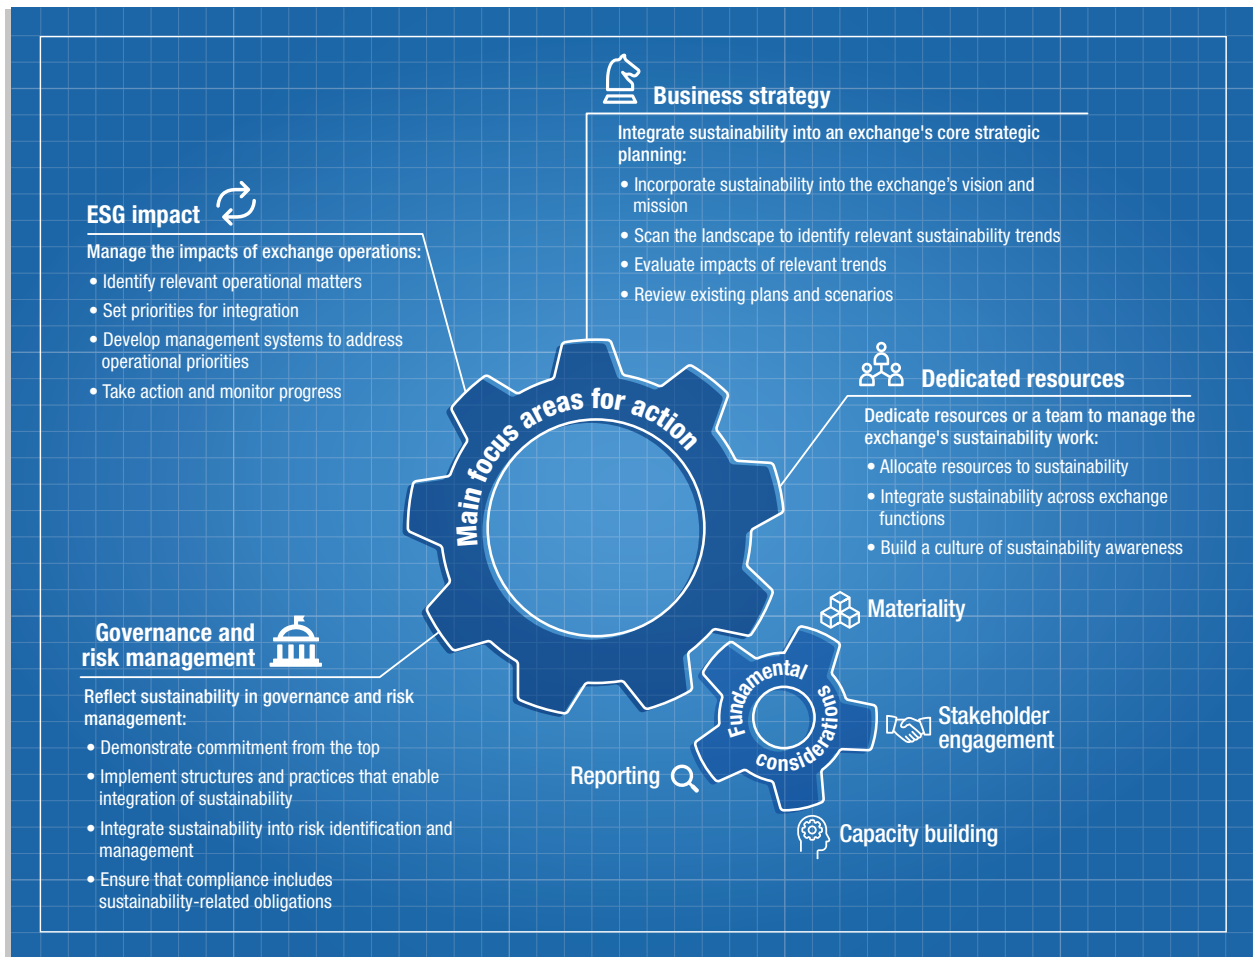 Business strategy
Integrate sustainability into an exchange's core strategic
planning:
• Incorporate sustainability into the exchange’s vision and
mission
• Scan the landscape to identify relevant sustainability trends
• Evaluate impacts of relevant trends
• Review existing plans and scenarios
ESG impact
Manage the impacts of exchange operations:
• Identify relevant operational matters
• Set priorities for integration
• Develop management systems to address
operational priorities
• Take action and monitor progress
Main focus areas for action
Dedicated resources
Dedicate resources or a team to manage the
exchange's sustainability work:
• Allocate resources to sustainability
• Integrate sustainability across exchange
functions
• Build a culture of sustainability awareness
Governance and
risk management
Reflect sustainability in governance and risk
management:
• Demonstrate commitment from the top
• Implement structures and practices that enable
integration of sustainability
• Integrate sustainability into risk identification and
management
• Ensure that compliance includes
sustainability-related obligations
Fundamental
considerations
Materiality
Stakeholder
engagement
Capacity building
Reporting